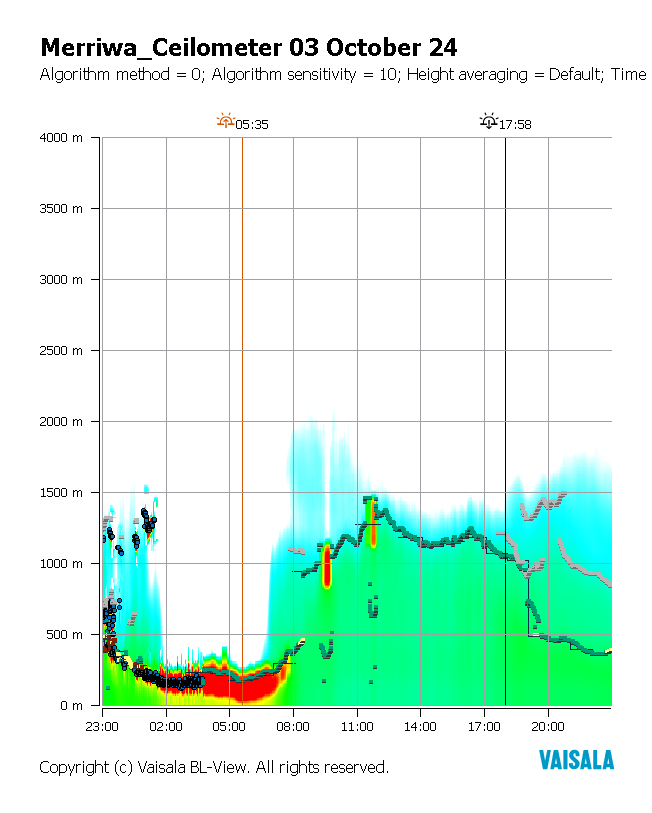 Merriwa_Ceilometer 03 October 24
Algorithm method = 0; Algorithm sensitivity = 10; Height averaging = Default; Time
05:35 17:58
4000 m
3500 m
3000 m
2500 m
2000 m
1500 m
1000 m
500 m
0 m
23:00 02:00 05:00 08:00 11:00 14:00 17:00 20:00
VAISALA
Copyright (c) Vaisala BL-View. All rights reserved.